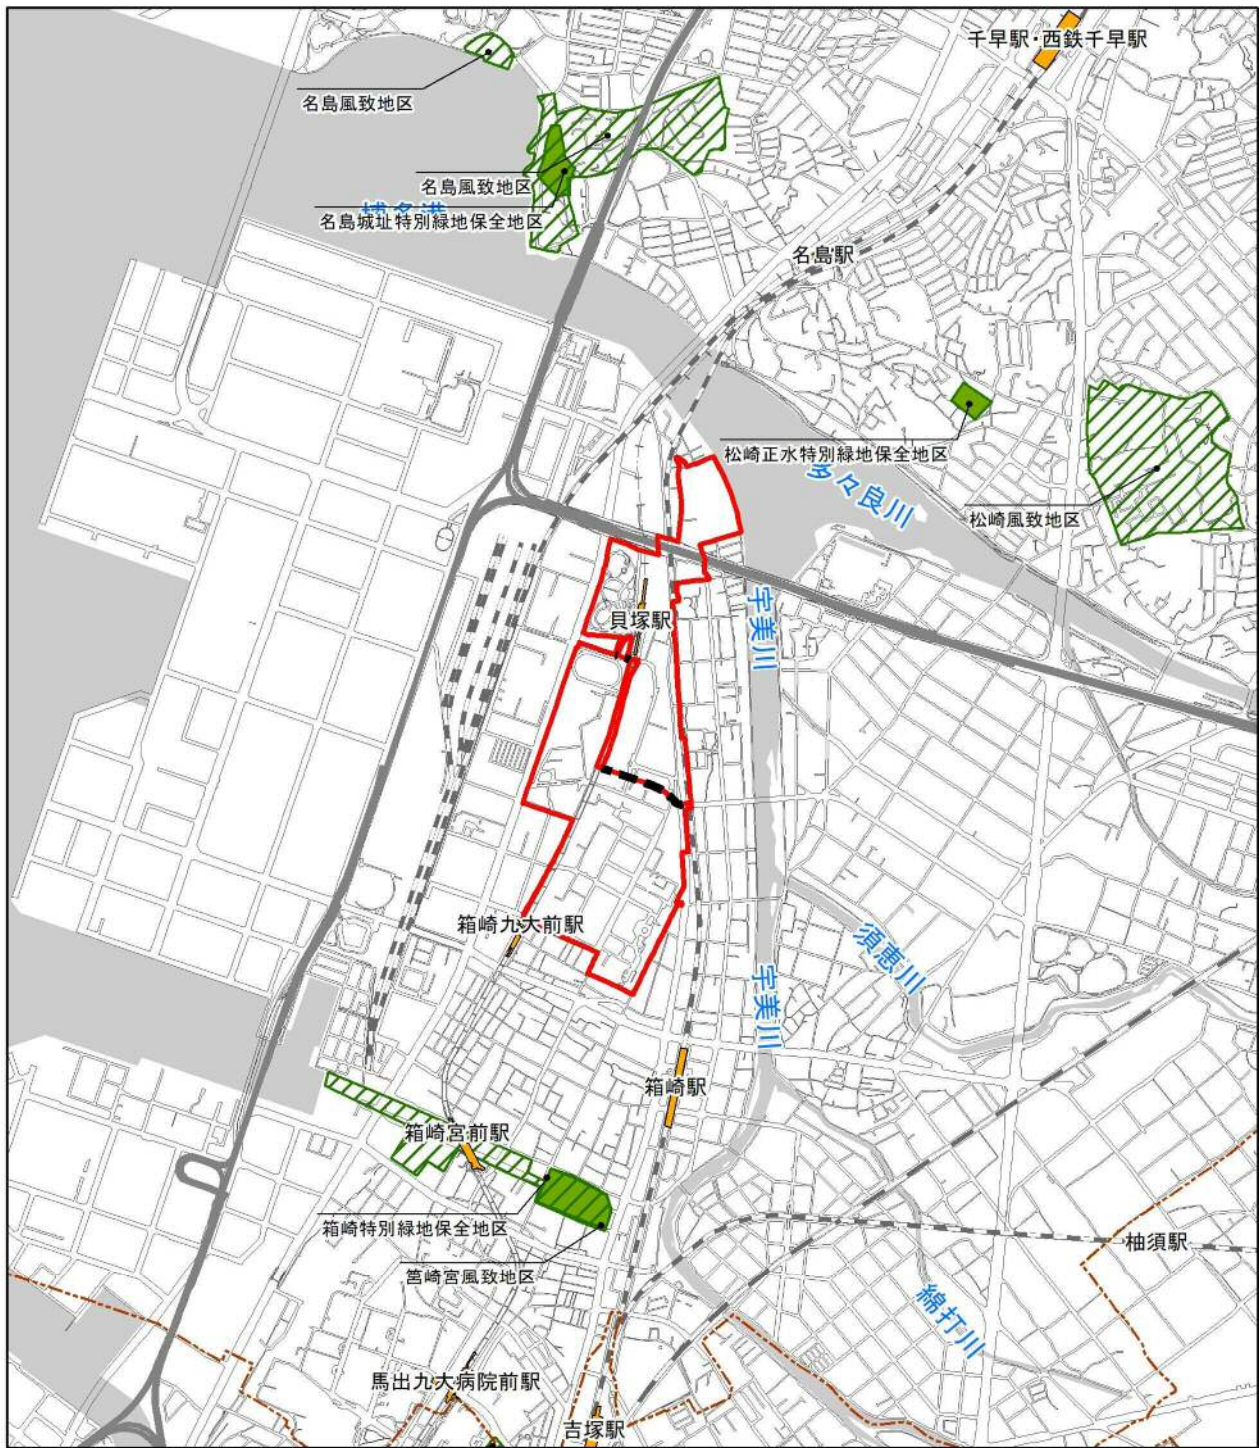 千早駅・西鉄千早駅
名島風致地区
名島風致地区
博多港
名島城址特別緑地保全地区
名島駅
松崎正水特別緑地保全地区
多々良川
松崎風致地区
宇美川
貝塚駅
箱崎九大前駅
須恵川
宇美川
箱崎駅
箱崎宮前駅
箱崎特別緑地保全地区
柚須駅
筥崎宮風致地区
綿打川
馬出九大病院前駅
吉塚駅